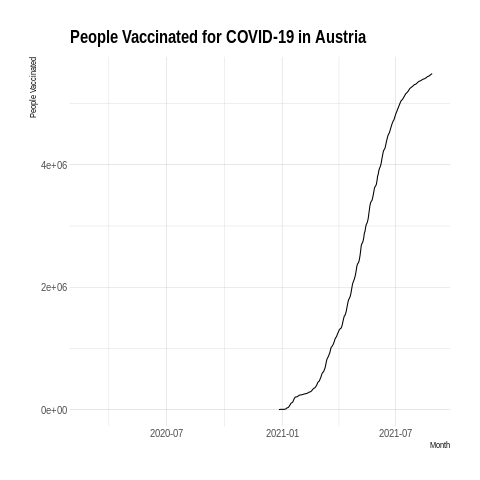 People Vaccinated for COVID-19 in Austria
People Vaccinated
4e+06
2e+06
0e+00
2020-07
2021-01
2021-07
Month